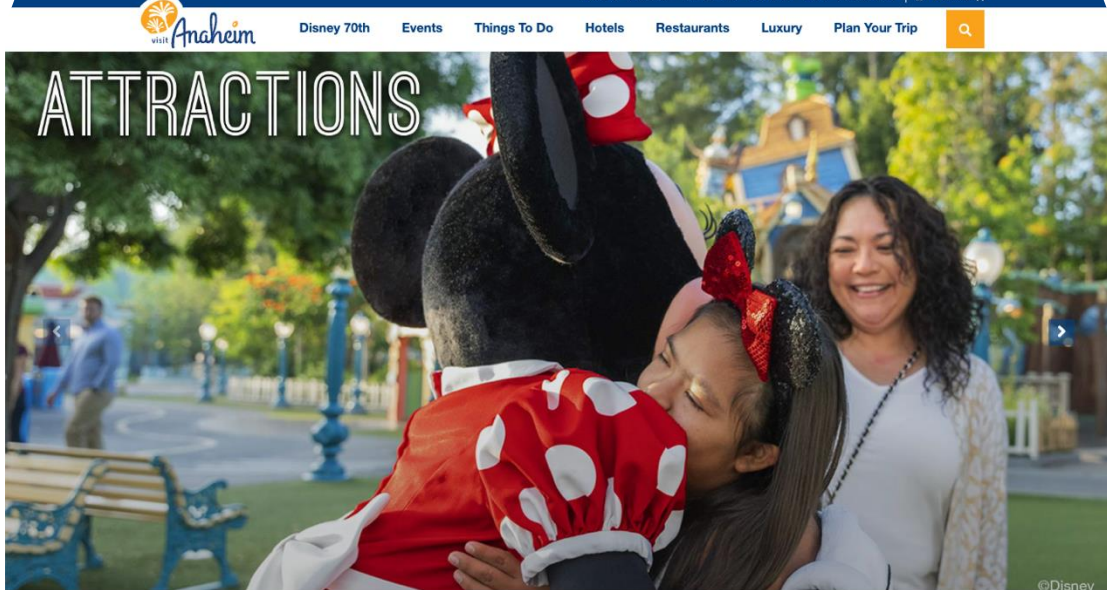 visit Anaheim
Disney 70th
Events
Things To Do
Hotels
Restaurants
Luxury
Plan Your Trip
ATTRACTIONS
©Disney